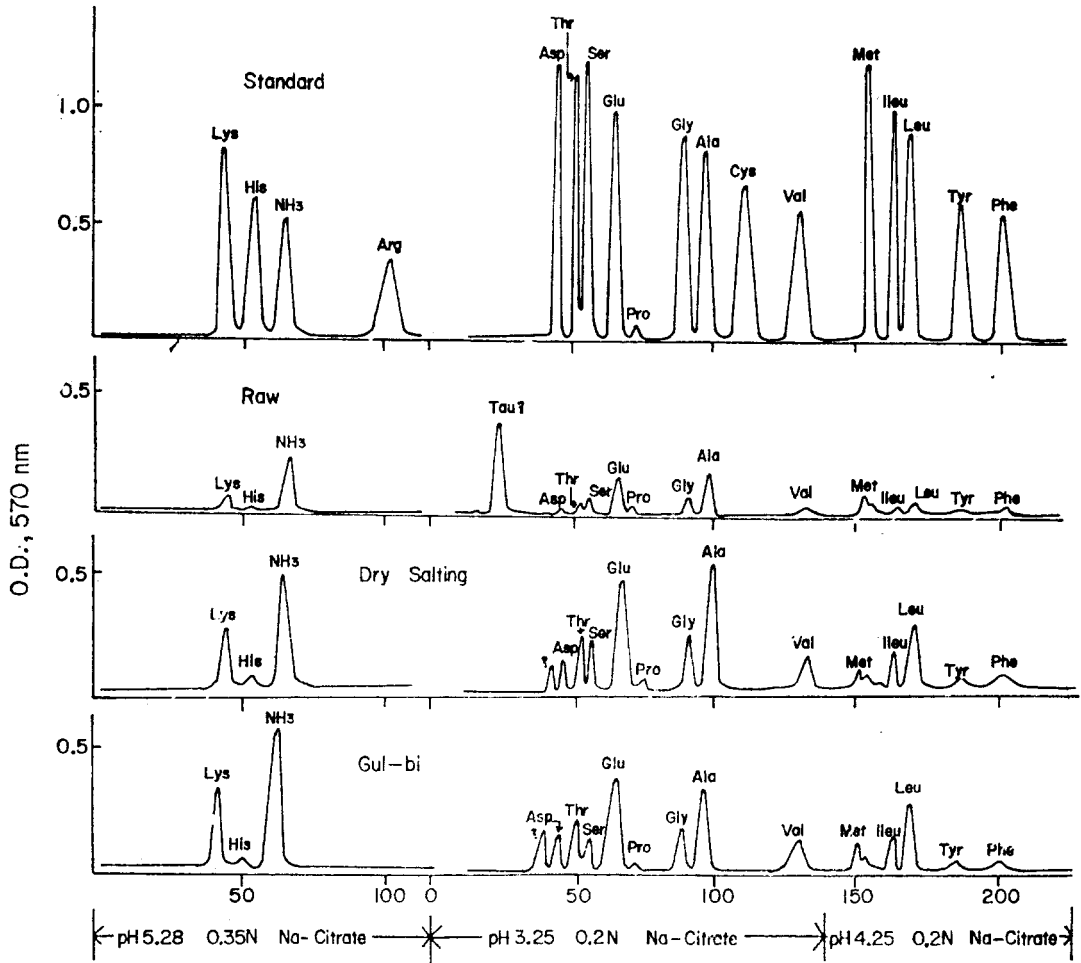 Standard
1.0
0.5
Lys
His
NH3
Arg
Asp
Thr
Ser
Glu
Pro
Gly
Ala
Cys
Val
Met
Ileu
Leu
Tyr
Phe
O.D., 570 nm
0.5
Raw
Lys
His
NH3
Tau?
Asp
Thr
Ser
Glu
Pro
Gly
Ala
Val
Met
Ileu
Leu
Tyr
Phe
0.5
Dry Salting
Lys
His
NH3
?
Asp
Thr
Ser
Glu
Pro
Gly
Ala
Val
Met
Ileu
Leu
Tyr
Phe
0.5
Gul-bi
Lys
His
NH3
?
Asp
Thr
Ser
Glu
Pro
Gly
Ala
Val
Met
Ileu
Leu
Tyr
Phe
50 100 0 50 100 150 200
pH 5.28 0.35N Na-Citrate
pH 3.25 0.2N Na-Citrate
pH 4.25 0.2N Na-Citrate